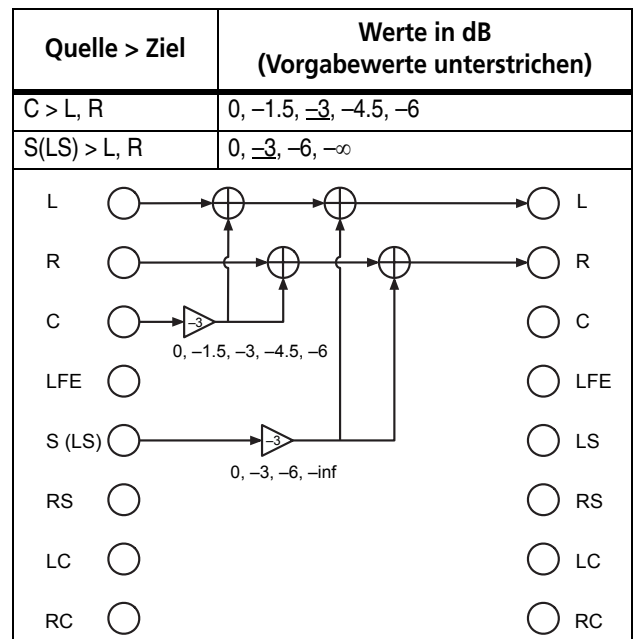 Quelle > Ziel
Werte in dB
(Vorgabewerte unterstrichen)
C > L, R
0, –1.5, –3, –4.5, –6
S(LS) > L, R
0, –3, –6, –∞
L
L
R
R
C
–3
C
0, –1.5, –3, –4.5, –6
LFE
LFE
S (LS)
–3
LS
0, –3, –6, –inf
RS
RS
LC
LC
RC
RC